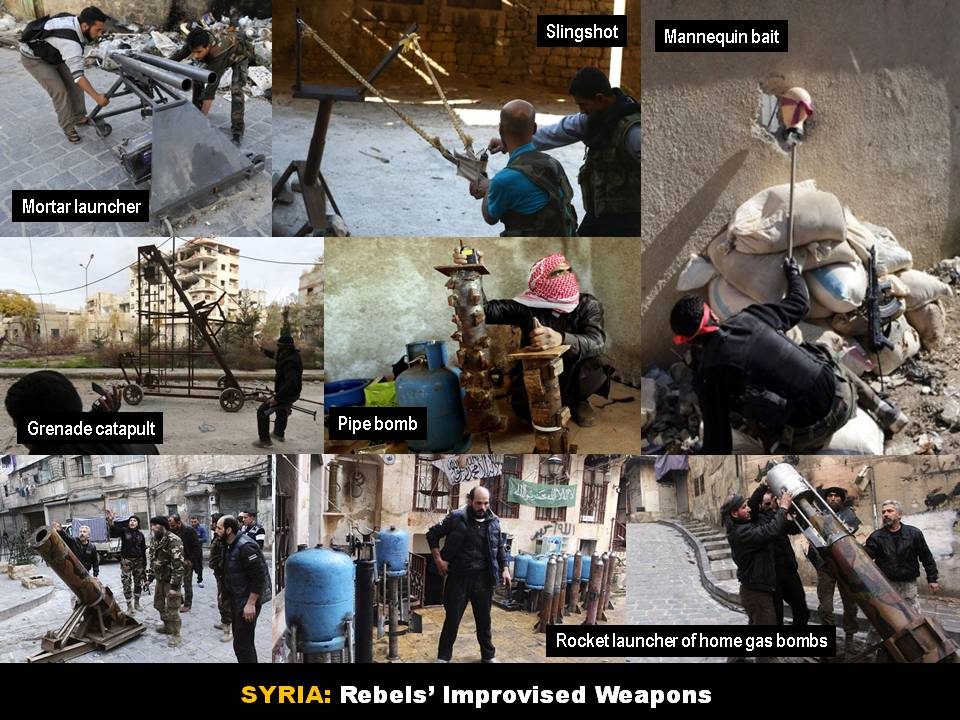 Slingshot
Mannequin bait
Mortar launcher
Grenade catapult
Pipe bomb
Rocket launcher of home gas bombs
SYRIA: Rebels’ Improvised Weapons